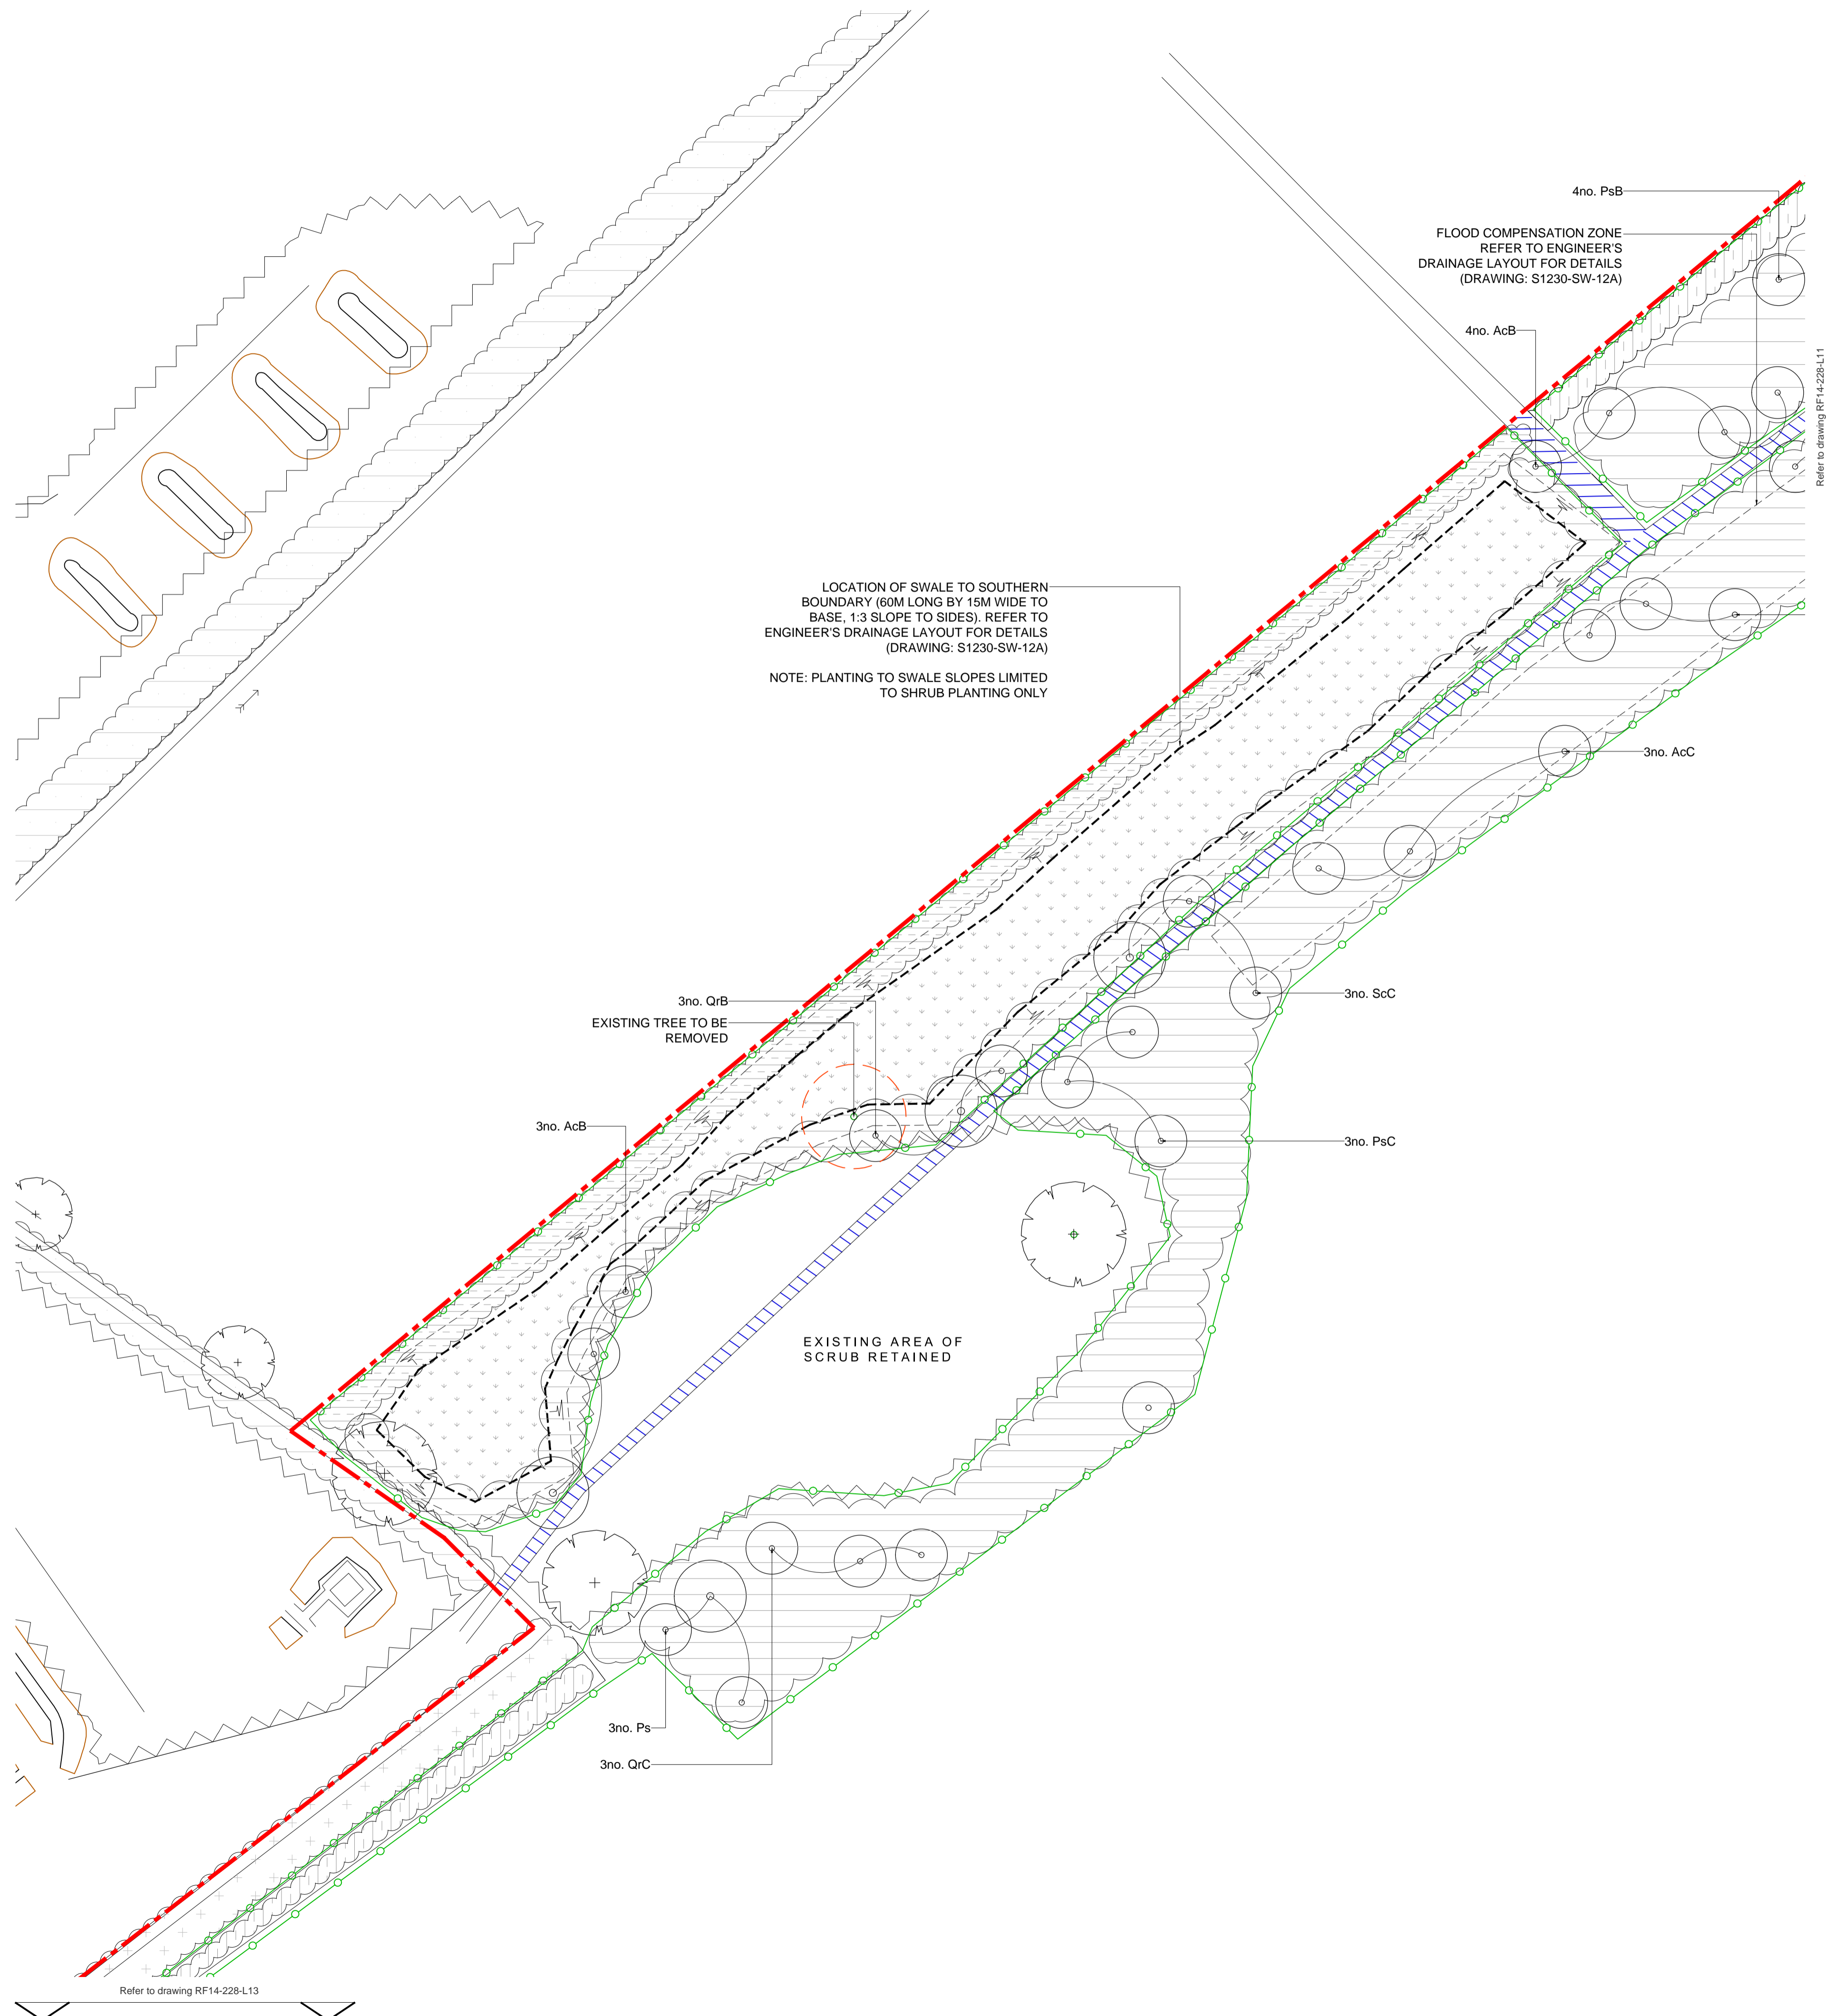 4no. PsB
FLOOD COMPENSATION ZONE
REFER TO ENGINEER'S
DRAINAGE LAYOUT FOR DETAILS
(DRAWING: S1230-SW-12A)
4no. AcB
Refer to drawing RF14-228-L11
LOCATION OF SWALE TO SOUTHERN
BOUNDARY (60M LONG BY 15M WIDE TO
BASE, 1:3 SLOPE TO SIDES). REFER TO
ENGINEER'S DRAINAGE LAYOUT FOR DETAILS
(DRAWING: S1230-SW-12A)
NOTE: PLANTING TO SWALE SLOPES LIMITED
TO SHRUB PLANTING ONLY
3no. AcC
3no. ScC
3no. QrB
EXISTING TREE TO BE
REMOVED
3no. AcB
3no. PsC
EXISTING AREA OF
SCRUB RETAINED
3no. Ps
3no. QrC
Refer to drawing RF14-228-L13